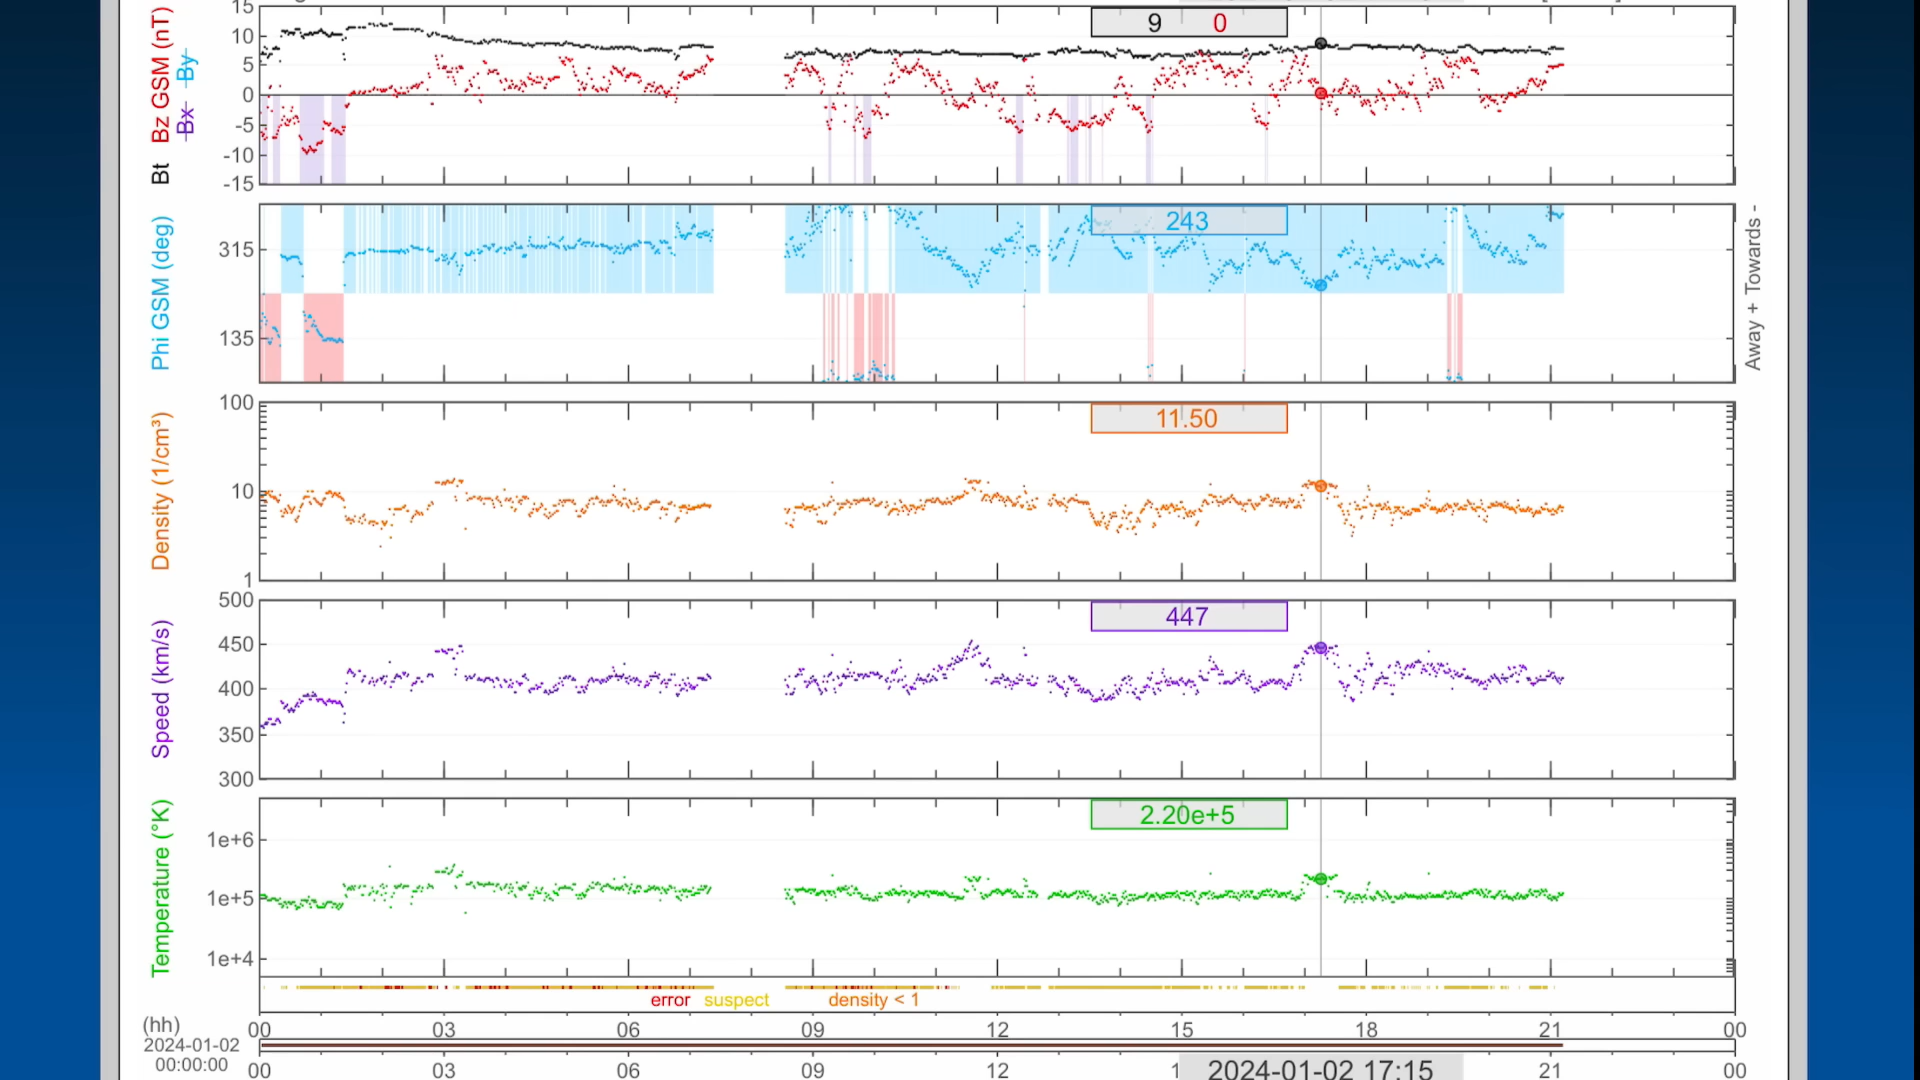 15
10
5
0
-5
-10
-15
Bt Bz GSM (nT)
Bx By
9 0
315
135
Phi GSM (deg)
243
Away + Towards -
100
10
1
Density (1/cm³)
11.50
500
450
400
350
300
Speed (km/s)
447
1e+6
1e+5
1e+4
Temperature (°K)
2.20e+5
error suspect density < 1
(hh) 00 03 06 09 12 15 18 21 00
2024-01-02
00:00:00
00 03 06 09 12 1 2024-01-02 17:15 21 00